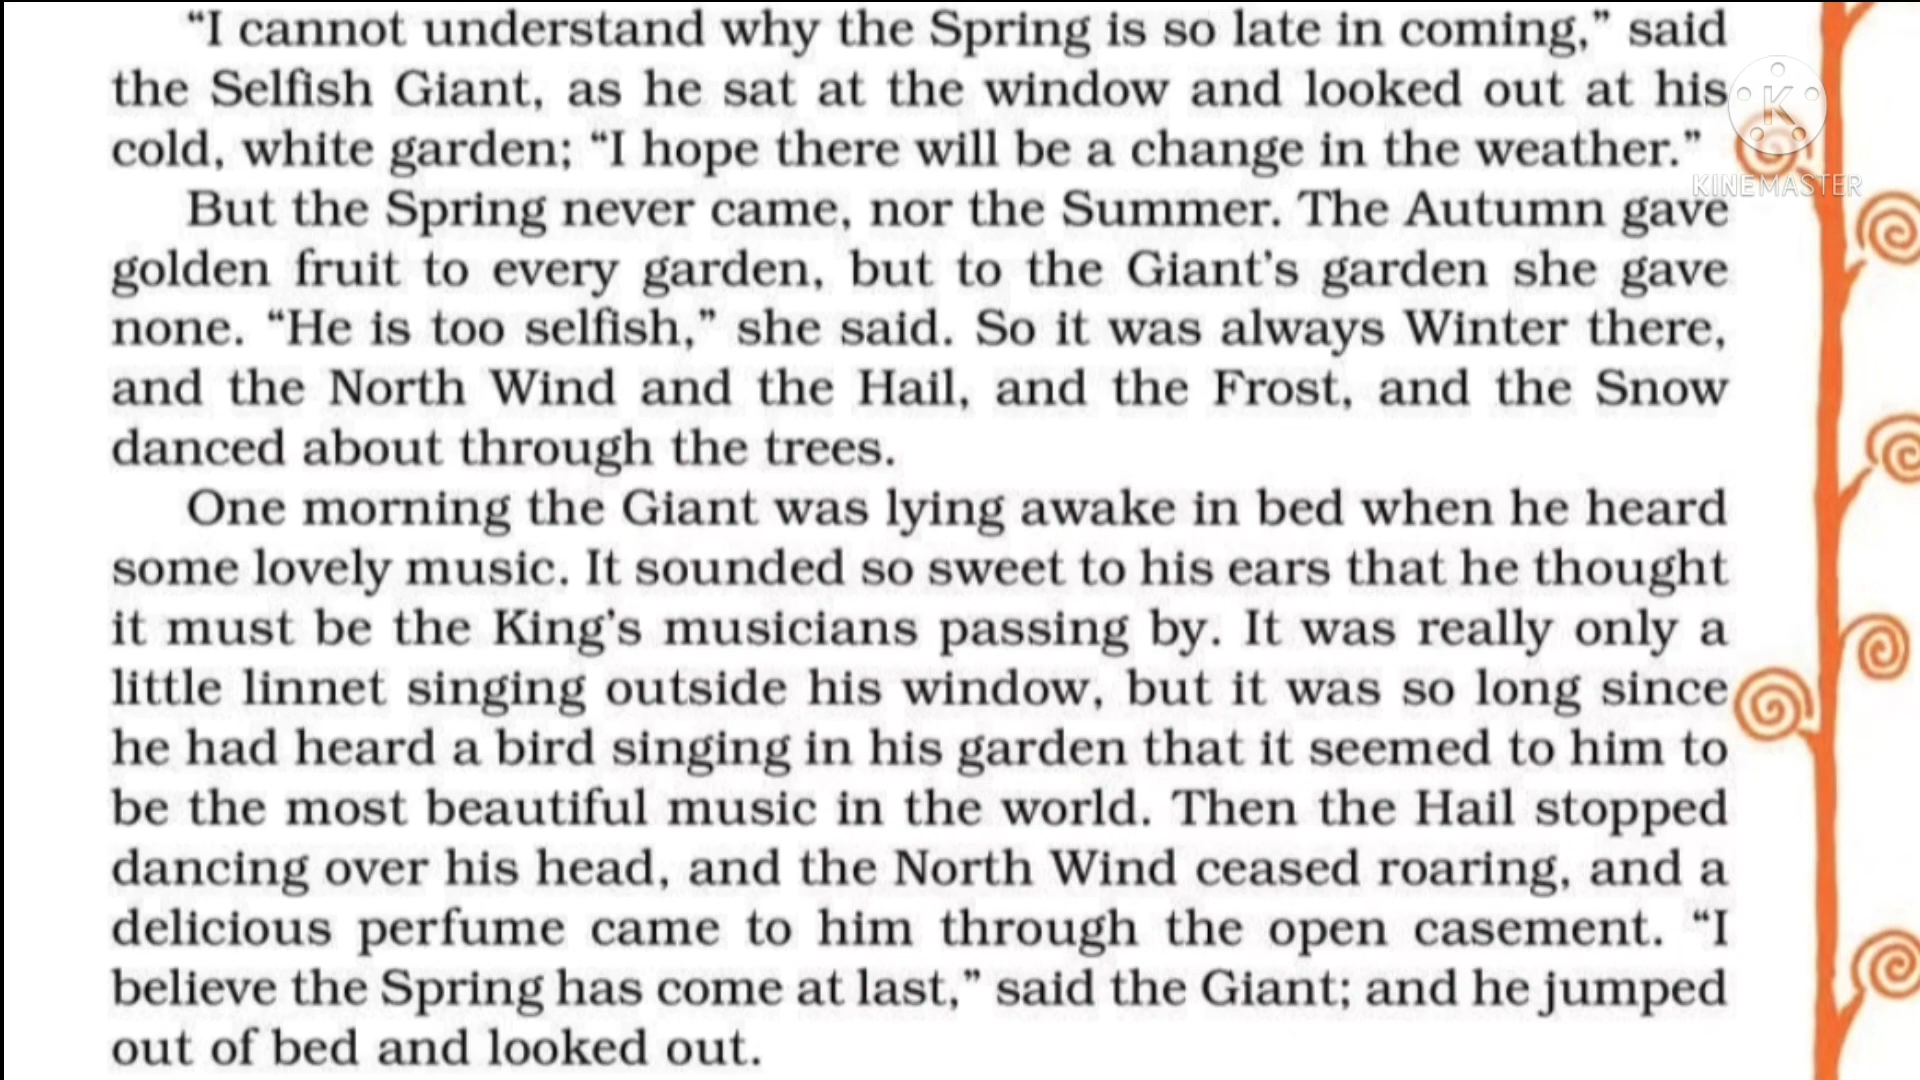 “I cannot understand why the Spring is so late in coming,” said
the Selfish Giant, as he sat at the window and looked out at his
cold, white garden; “I hope there will be a change in the weather.”
But the Spring never came, nor the Summer. The Autumn gave
golden fruit to every garden, but to the Giant’s garden she gave
none. “He is too selfish,” she said. So it was always Winter there,
and the North Wind and the Hail, and the Frost, and the Snow
danced about through the trees.
One morning the Giant was lying awake in bed when he heard
some lovely music. It sounded so sweet to his ears that he thought
it must be the King’s musicians passing by. It was really only a
little linnet singing outside his window, but it was so long since
he had heard a bird singing in his garden that it seemed to him to
be the most beautiful music in the world. Then the Hail stopped
dancing over his head, and the North Wind ceased roaring, and a
delicious perfume came to him through the open casement. “I
believe the Spring has come at last,” said the Giant; and he jumped
out of bed and looked out.
K
KINEMASTER